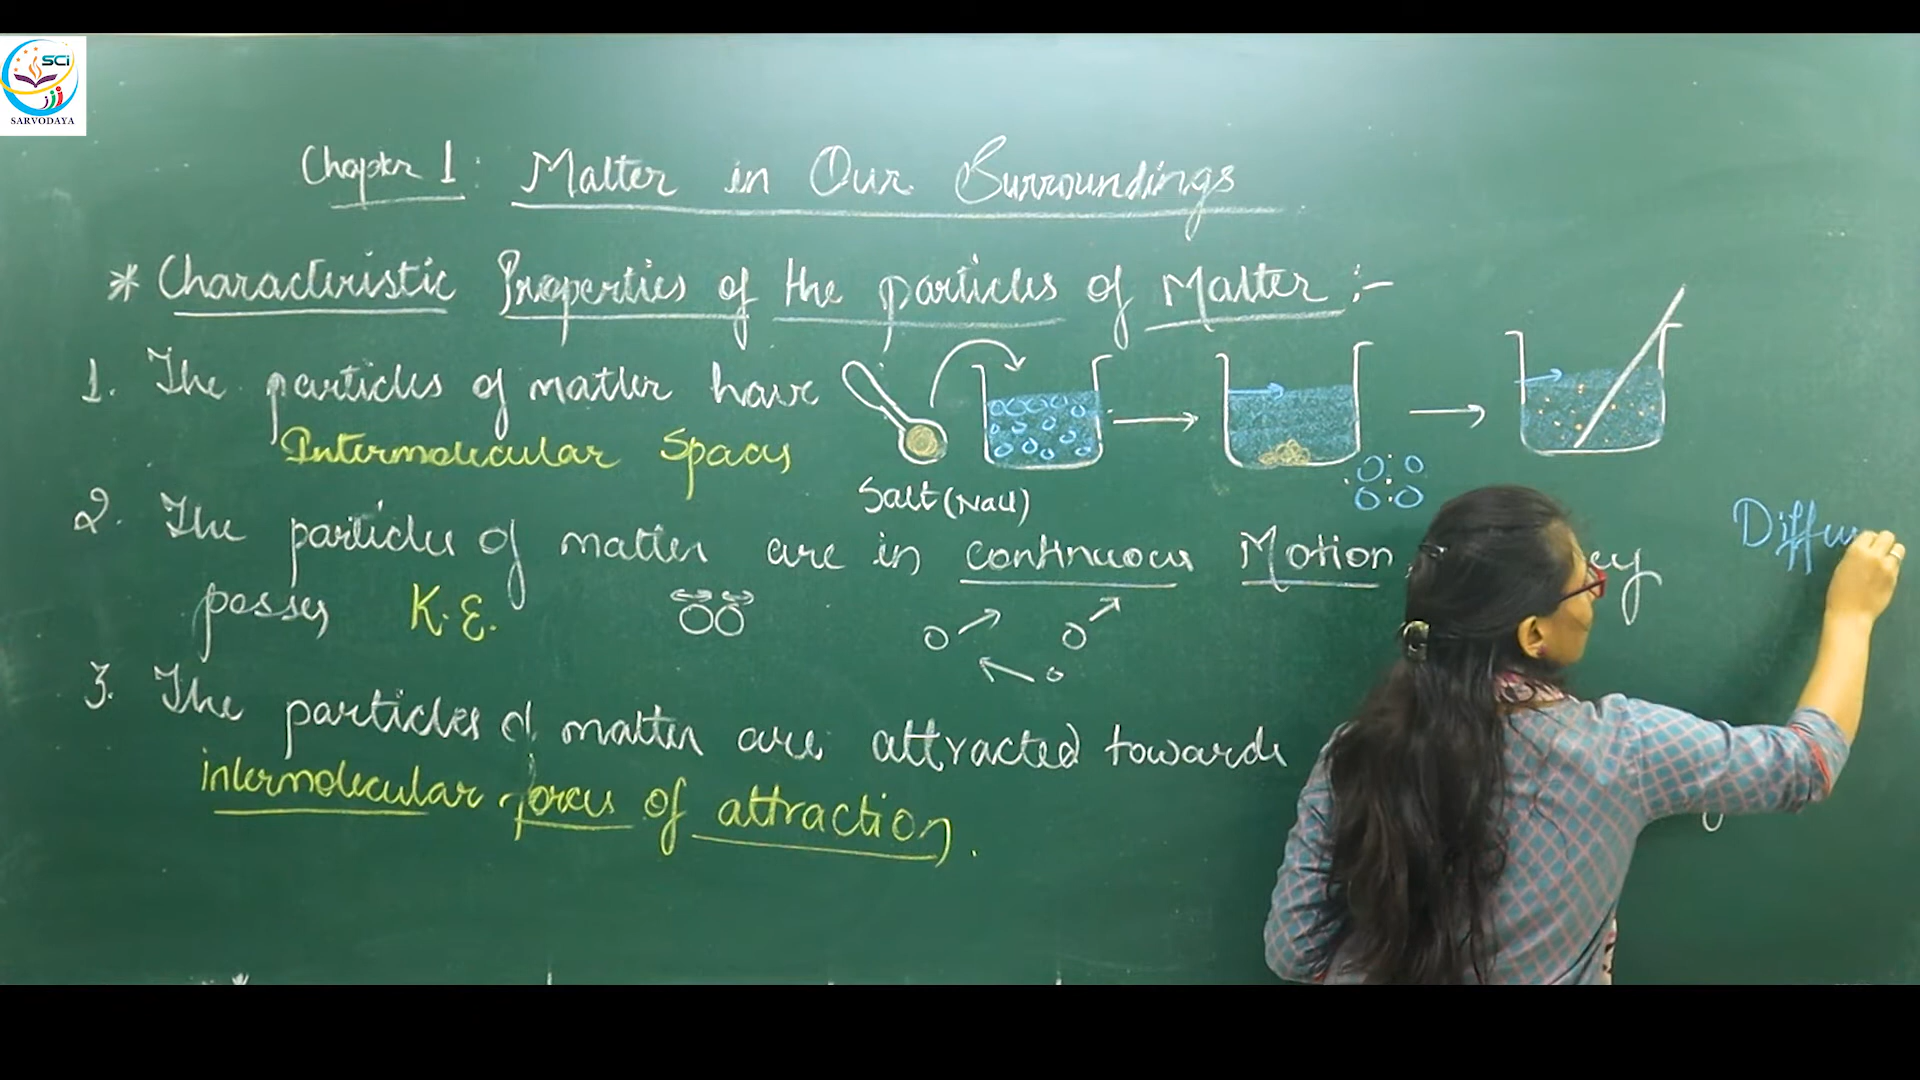 SCI
SARVODAYA
Chapter 1: Matter in Our Surroundings
* Characteristic Properties of the particles of Matter :-
1. The particles of matter have
Intermolecular Spaces
Salt (NaCl)
2. The particles of matter are in continuous Motion
posses K.E.
Diffu
3. The particles of matter are attracted towards
intermolecular forces of attraction.